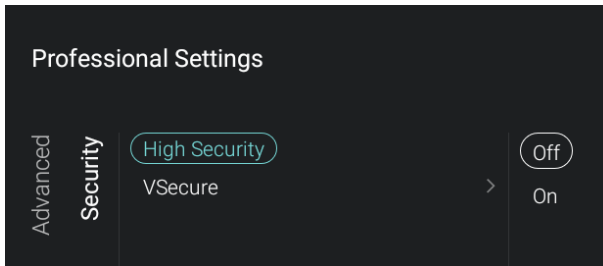 Professional Settings
Advanced
Security
High Security
VSecure
Off
On